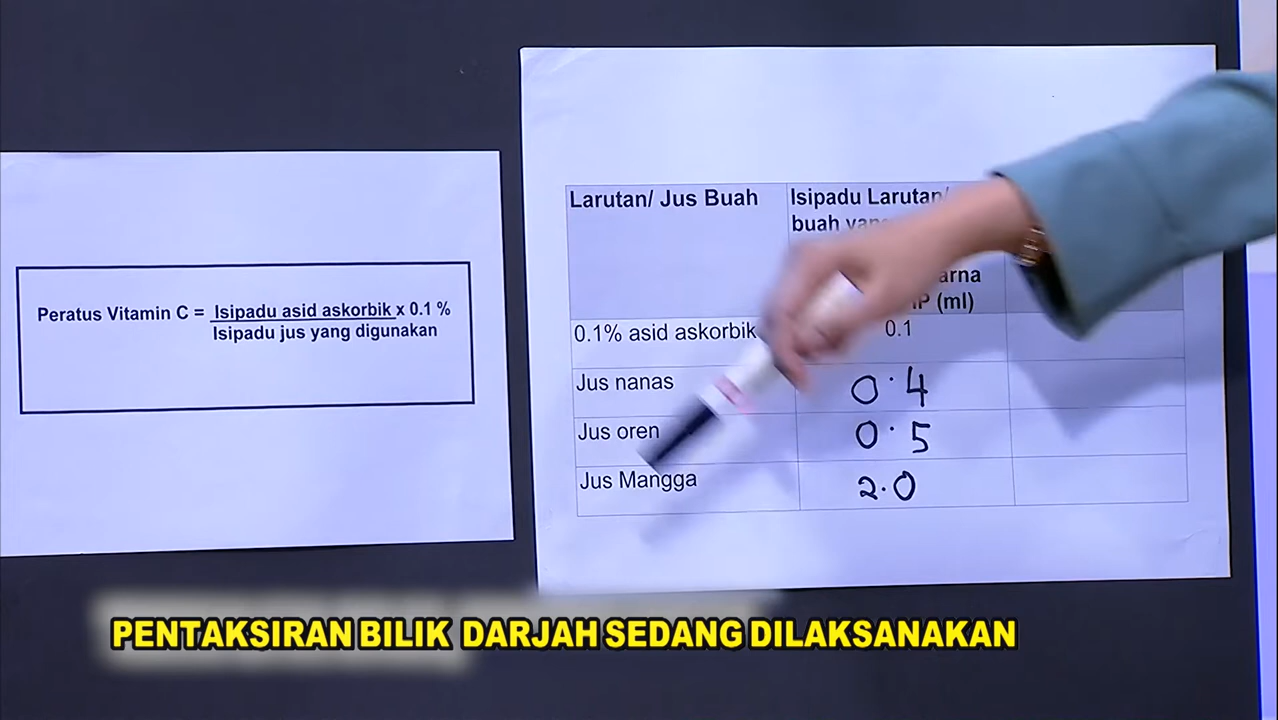 Peratus Vitamin C = Isipadu asid askorbik x 0.1 %
Isipadu jus yang digunakan
Larutan/ Jus Buah
Isipadu Larutan/
buah
(ml)
0.1% asid askorbik
0.1
Jus nanas
0.4
Jus oren
0.5
Jus Mangga
2.0
PENTAKSIRAN BILIK DARJAH SEDANG DILAKSANAKAN